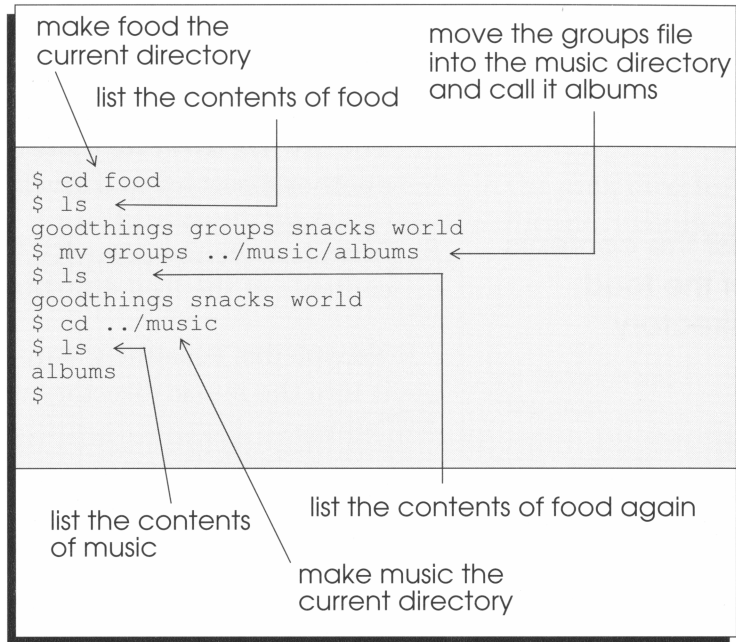 make food the
current directory
list the contents of food
move the groups file
into the music directory
and call it albums
$ cd food
$ ls
goodthings groups snacks world
$ mv groups ../music/albums
$ ls
goodthings snacks world
$ cd ../music
$ ls
albums
$
list the contents
of music
list the contents of food again
make music the
current directory